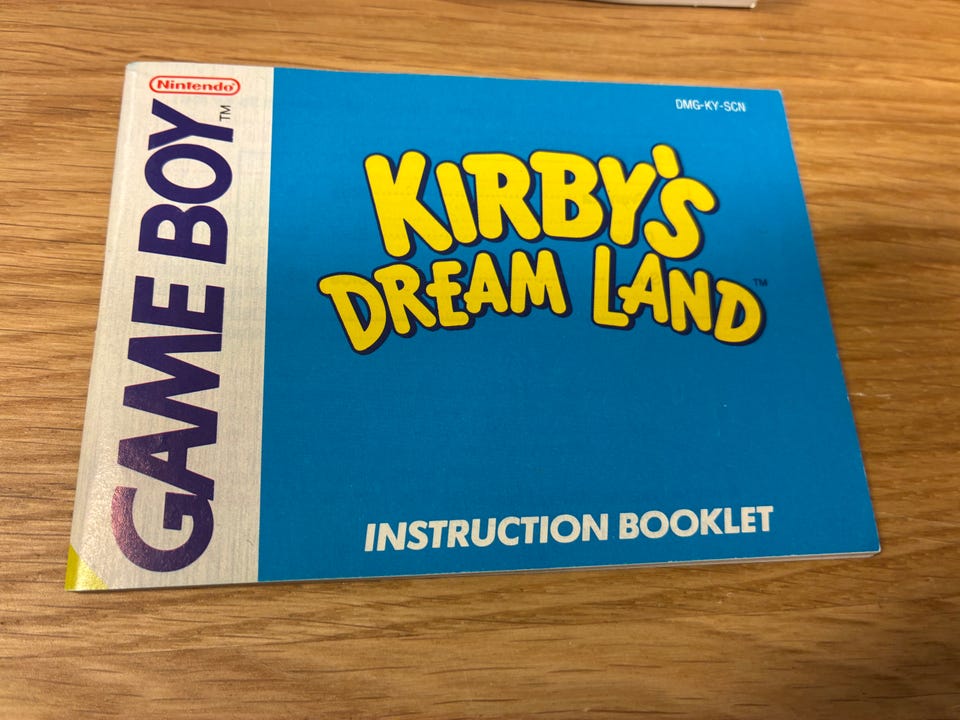 Nintendo®
GAME BOY™
DMG-KY-SCN
KIRBY'S
DREAM LAND™
INSTRUCTION BOOKLET